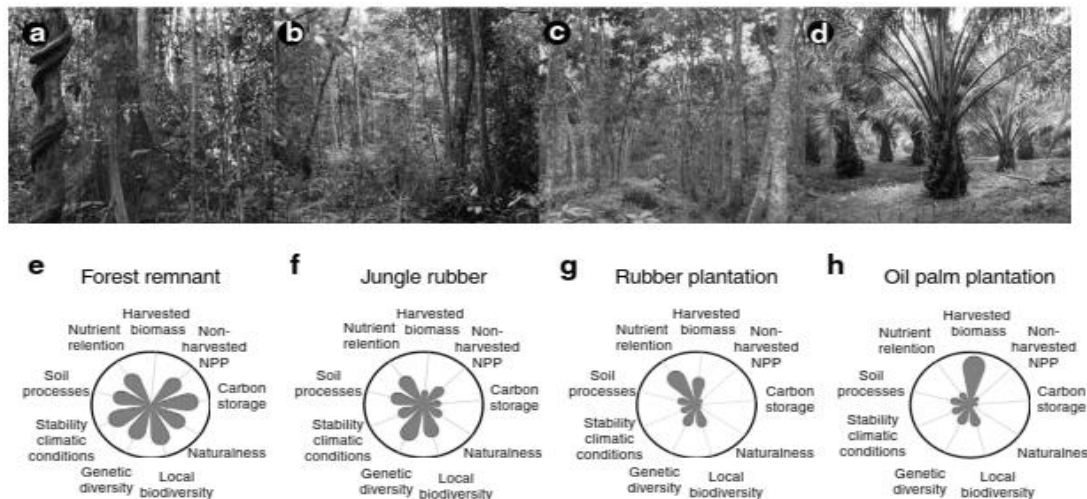 a
b
c
d
e
Forest remnant
Harvested
biomass
Nutrient
relention
Non-
harvested
NPP
Soil
processes
Carbon
storage
Stability
climatic
conditions
Naturalness
Genetic
diversity
Local
biodiversity
f
Jungle rubber
Harvested
biomass
Nutrient
relention
Non-
harvested
NPP
Soil
processes
Carbon
storage
Stability
climatic
conditions
Naturalness
Genetic
diversity
Local
biodiversity
g
Rubber plantation
Harvested
biomass
Nutrient
relention
Non-
harvested
NPP
Soil
processes
Carbon
storage
Stability
climatic
conditions
Naturalness
Genetic
diversity
Local
biodiversity
h
Oil palm plantation
Harvested
biomass
Nutrient
relention
Non-
harvested
NPP
Soil
processes
Carbon
storage
Stability
climatic
conditions
Naturalness
Genetic
diversity
Local
biodiversity